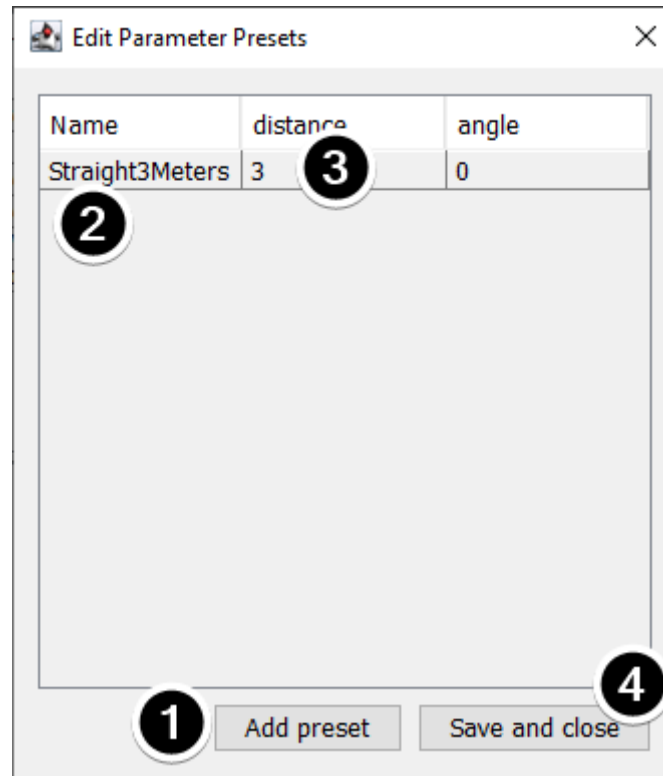 Edit Parameter Presets
Name distance angle
Straight3Meters 3 0
3
2
4
1
Add preset Save and close